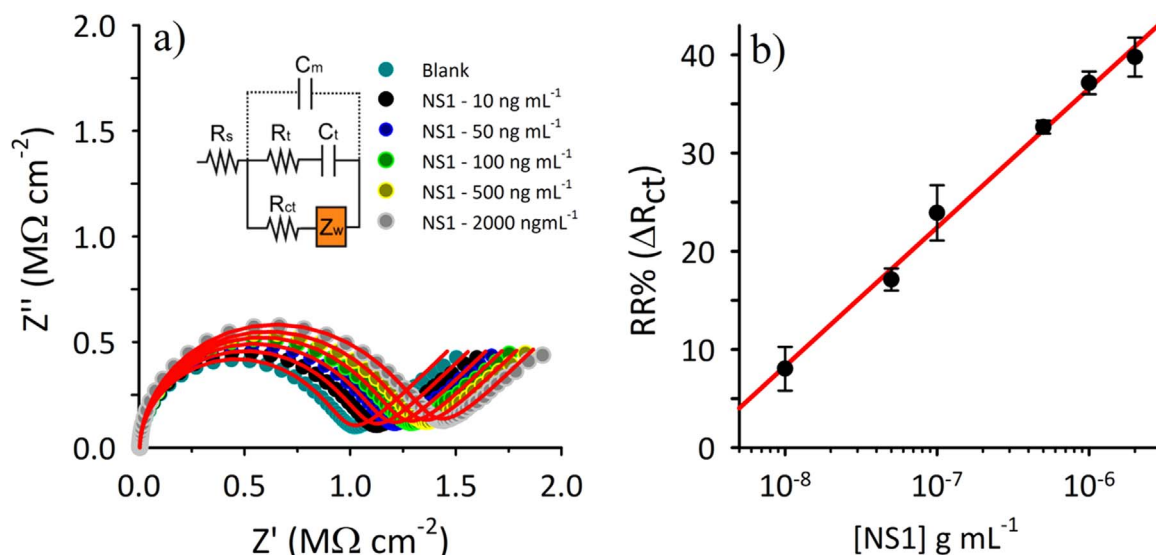 a)
2.0
1.5
1.0
0.5
0.0
Z'' (MΩ cm⁻²)
0.0 0.5 1.0 1.5 2.0
Z' (MΩ cm⁻²)
Cm
Rs
Rt
Ct
Rct
Zw
Blank
NS1 - 10 ng mL⁻¹
NS1 - 50 ng mL⁻¹
NS1 - 100 ng mL⁻¹
NS1 - 500 ng mL⁻¹
NS1 - 2000 ngmL⁻¹
b)
40
30
20
10
0
RR% (ΔRct)
10⁻⁸ 10⁻⁷ 10⁻⁶
[NS1] g mL⁻¹